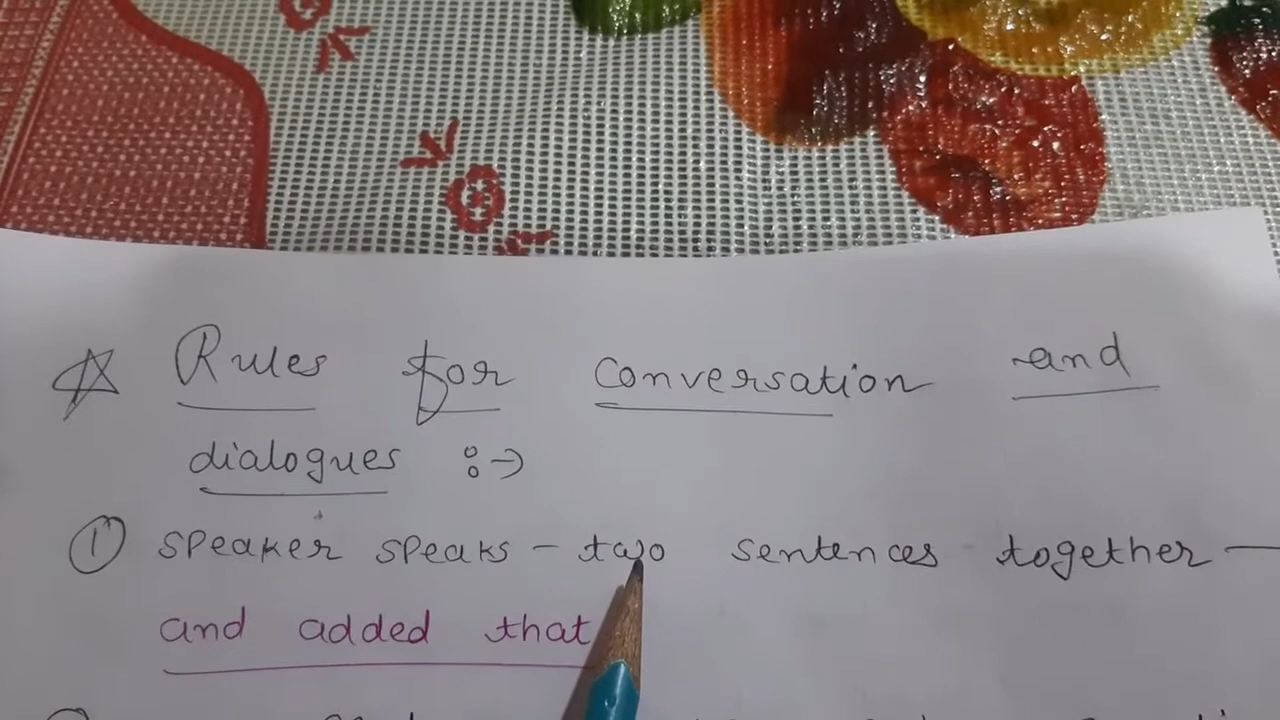 ☆ Rules for conversation and
dialogues :→
① speaker speaks - two sentences together —
and added that